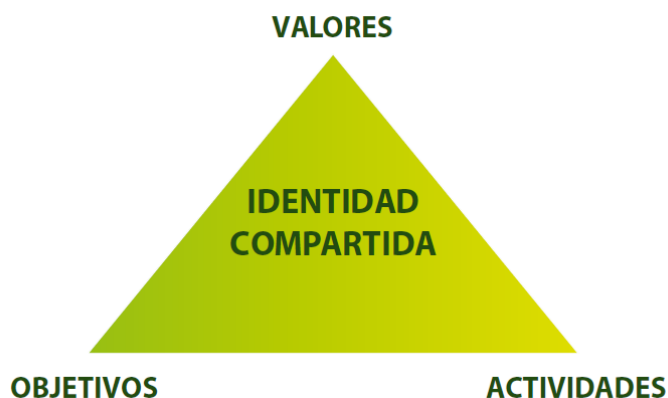 VALORES
IDENTIDAD
COMPARTIDA
OBJETIVOS
ACTIVIDADES